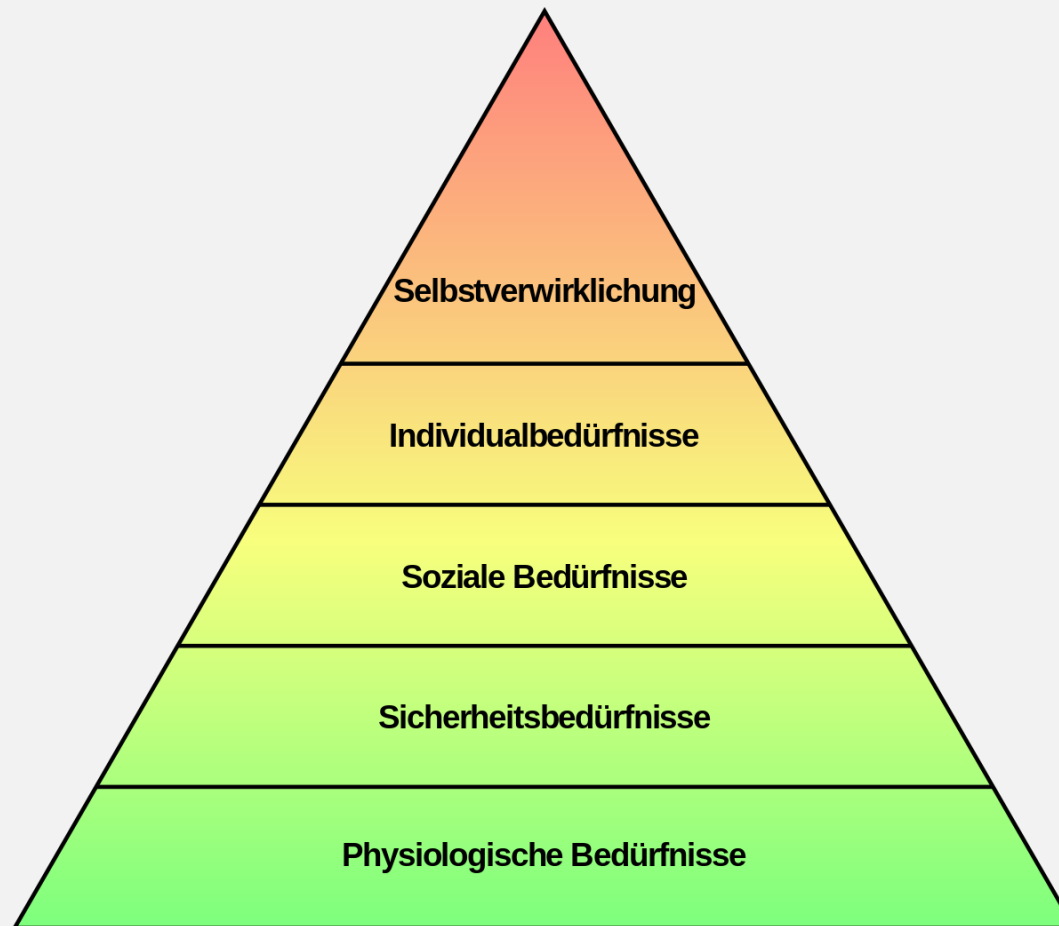 Selbstverwirklichung
Individualbedürfnisse
Soziale Bedürfnisse
Sicherheitsbedürfnisse
Physiologische Bedürfnisse